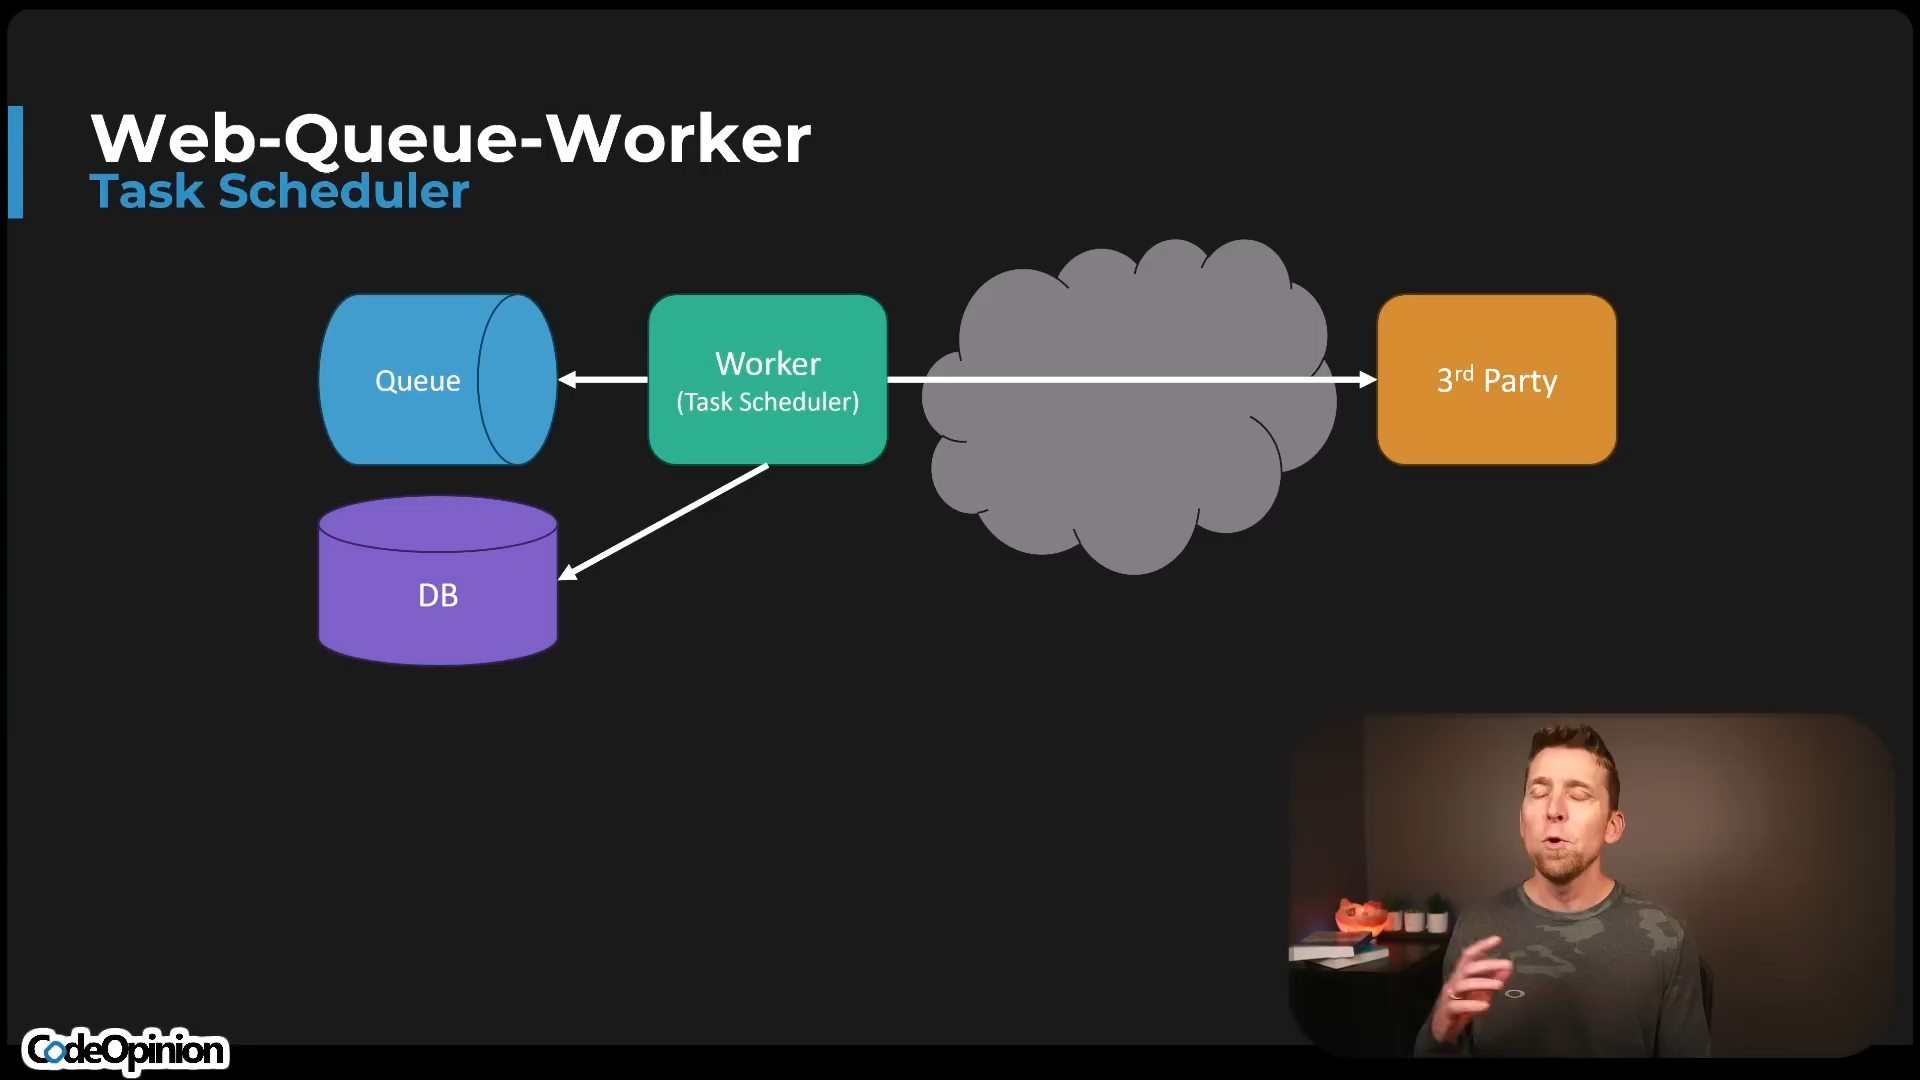 Web-Queue-Worker
Task Scheduler
Queue
Worker
(Task Scheduler)
3rd Party
DB
CodeOpinion